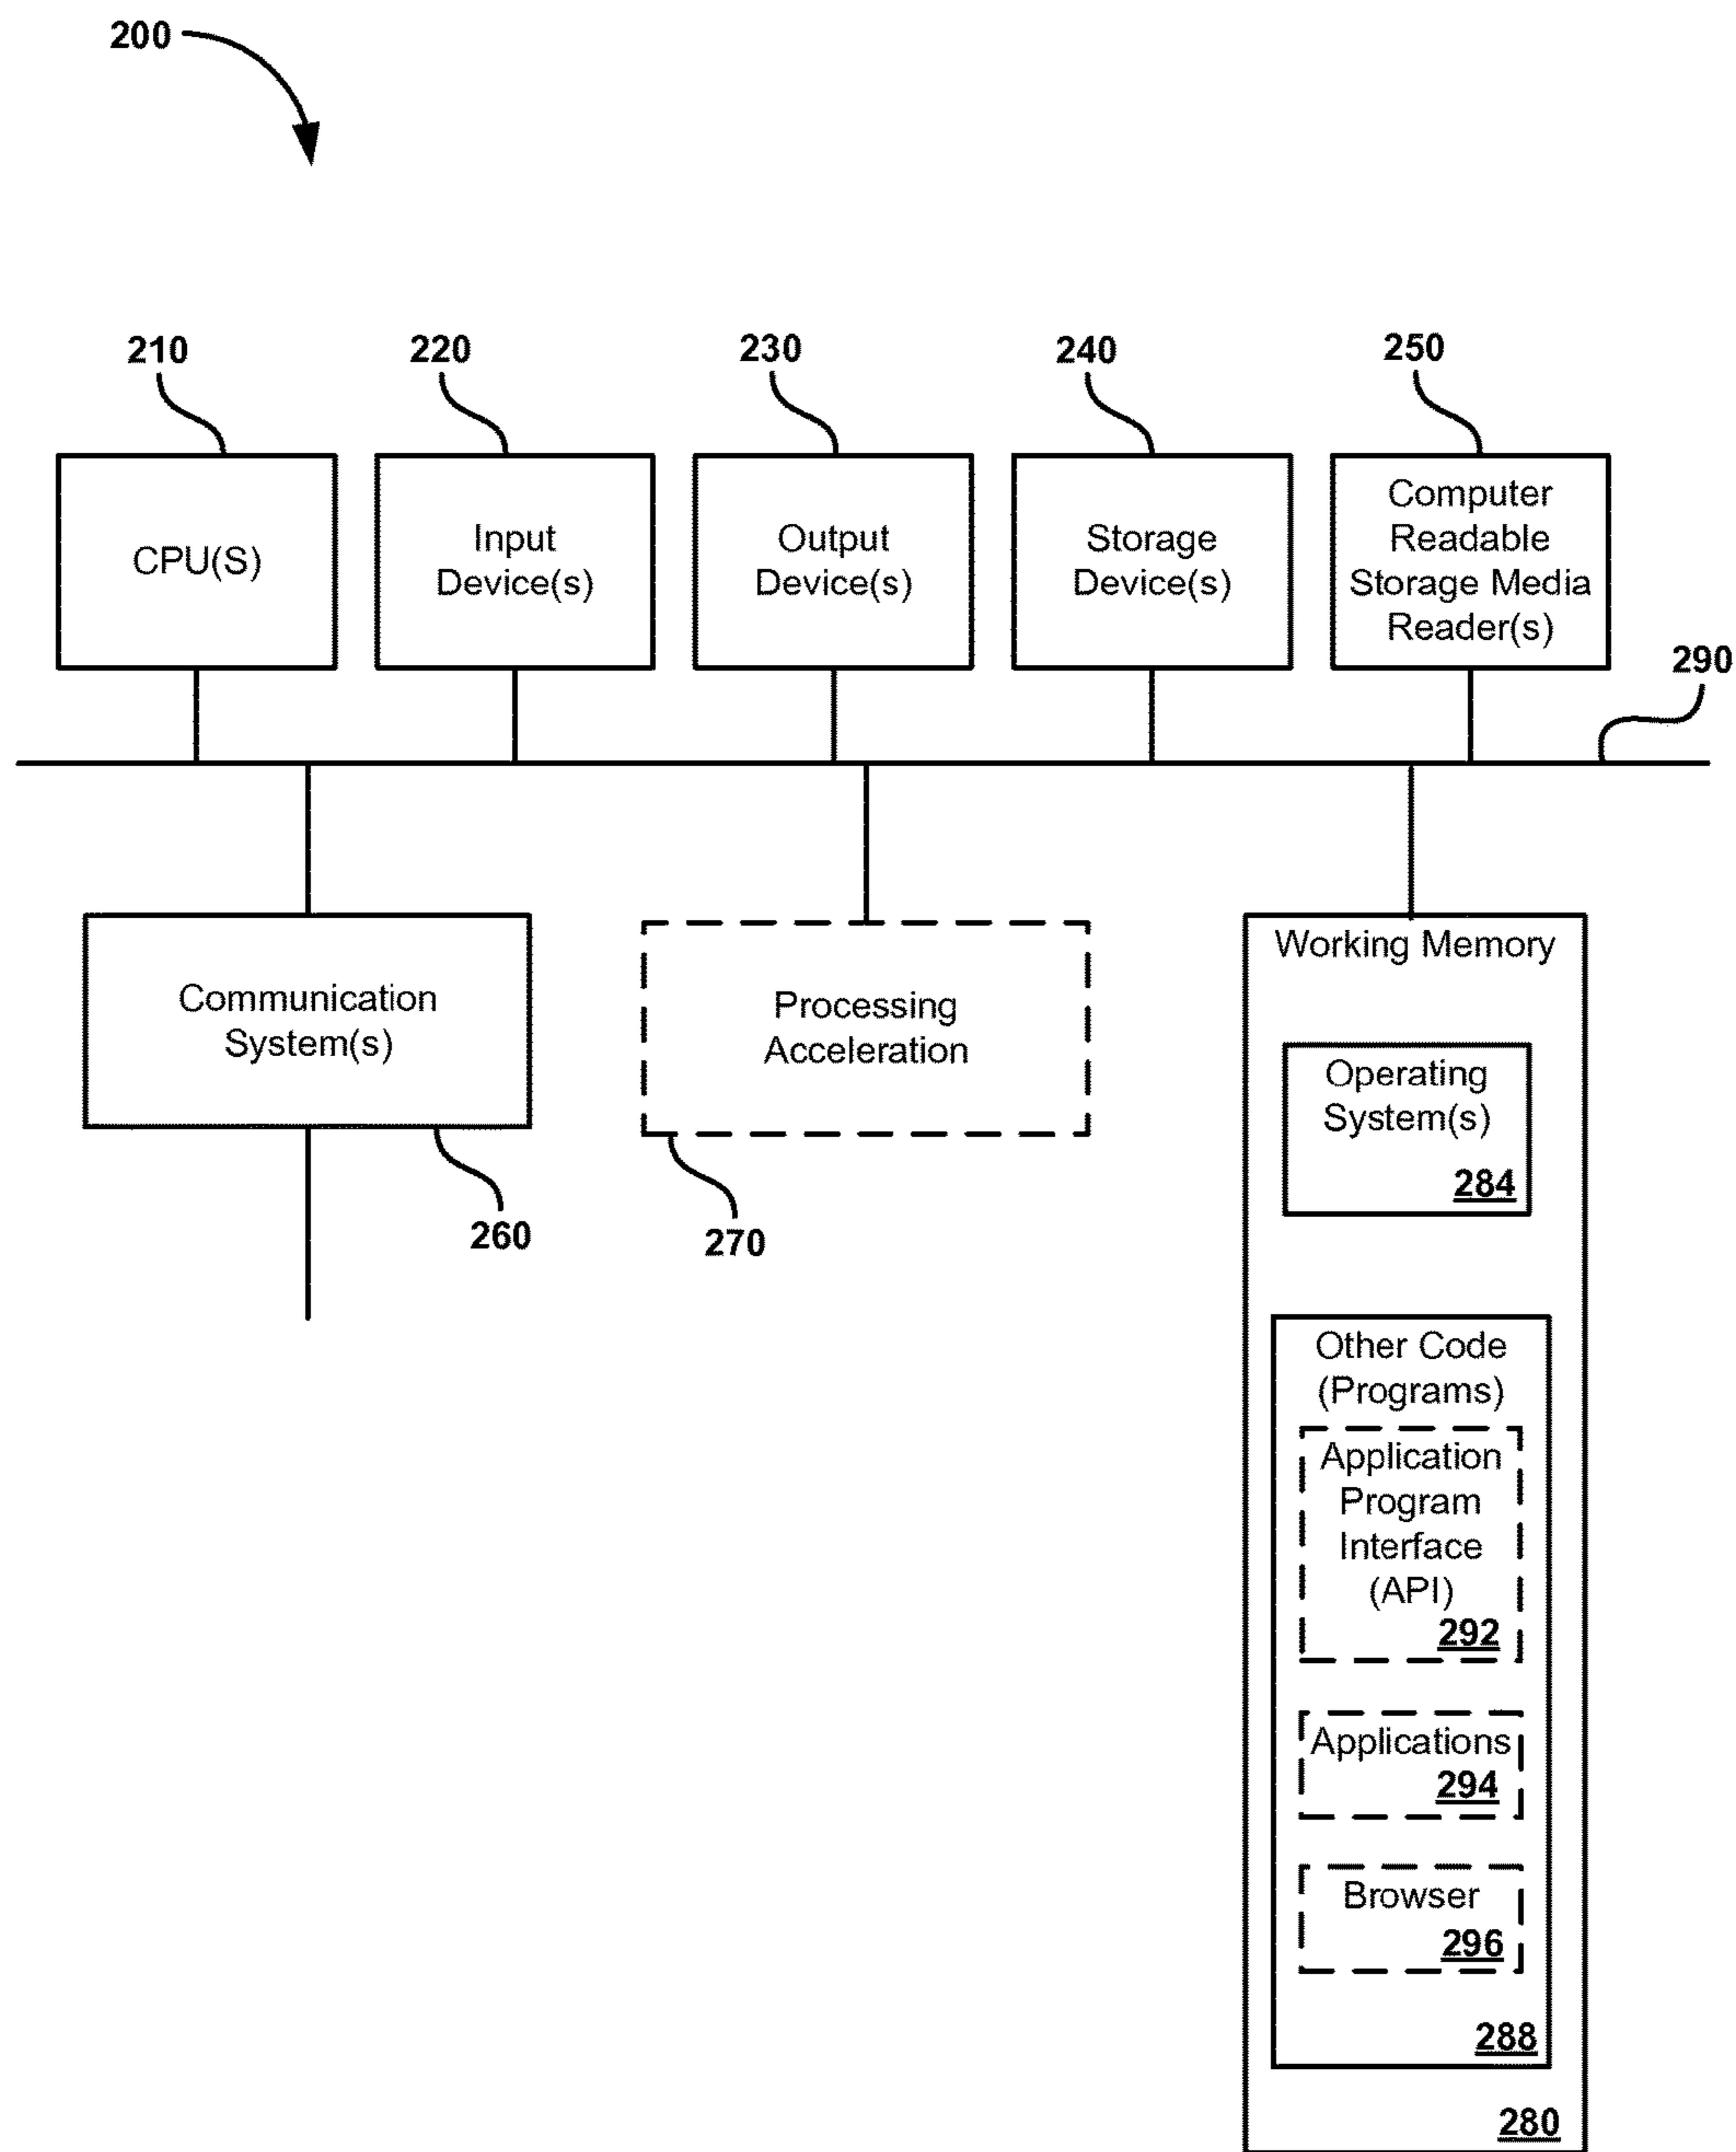 200
210
220
230
240
250
CPU(S)
Input
Device(s)
Output
Device(s)
Storage
Device(s)
Computer
Readable
Storage Media
Reader(s)
290
Communication
System(s)
260
Processing
Acceleration
270
Working Memory
Operating
System(s)
284
Other Code
(Programs)
Application
Program
Interface
(API)
292
Applications
294
Browser
296
288
280